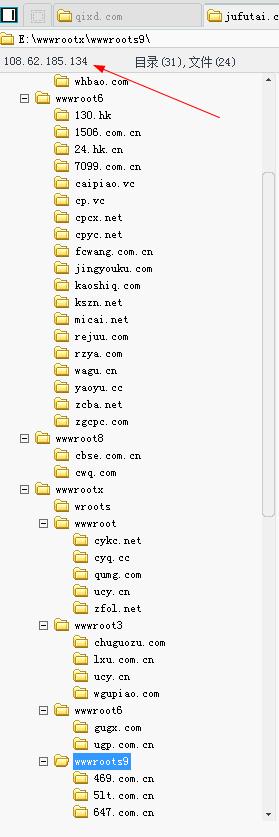 qixd.com
jufutai.c
E:\wwwrootx\wwwroots9\
108.62.185.134 目录(31),文件(24)
whbao.com
wwwroot6
130.hk
1506.com.cn
24.hk.cn
7099.com.cn
caipiao.vc
cp.vc
cpcx.net
cpyc.net
fcwang.com.cn
jingyouku.com
kaoshiq.com
kszn.net
micai.net
rejuu.com
rzya.com
wagu.cn
yaoyu.cc
zcba.net
zgcpc.com
wwwroot8
cbse.com.cn
cwq.com
wwwrootx
wroots
wwwroot
cykc.net
cyq.cc
qumg.com
ucy.cn
zfol.net
wwwroot3
chuguozu.com
lxu.com.cn
ucy.cn
wgupiao.com
wwwroot6
gugx.com
ugp.com.cn
wwwroots9
469.com.cn
5lt.com.cn
647.com.cn